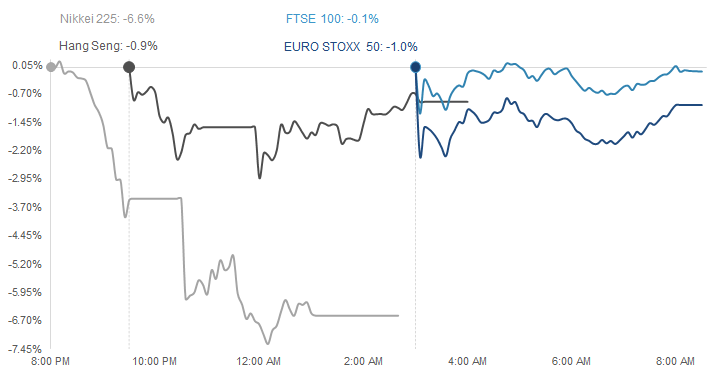 Nikkei 225: -6.6%
FTSE 100: -0.1%
Hang Seng: -0.9%
EURO STOXX 50: -1.0%
0.05%
-0.70%
-1.45%
-2.20%
-2.95%
-3.70%
-4.45%
-5.20%
-5.95%
-6.70%
-7.45%
8:00 PM
10:00 PM
12:00 AM
2:00 AM
4:00 AM
6:00 AM
8:00 AM